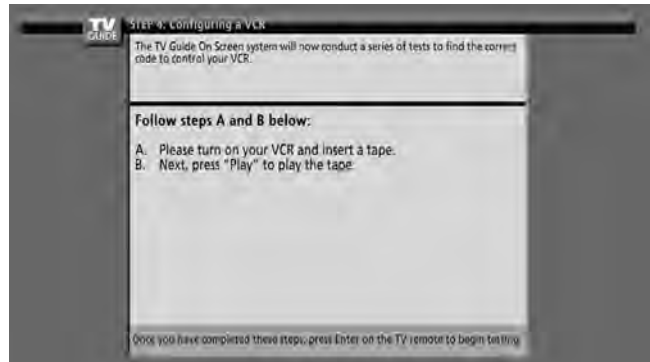 TV
GUIDE
STEP 4: Configuring a VCR
The TV Guide On Screen system will now conduct a series of tests to find the correct
code to control your VCR.
Follow steps A and B below:
A. Please turn on your VCR and insert a tape.
B. Next, press "Play" to play the tape.
Once you have completed these steps, press Enter on the TV remote to begin testing